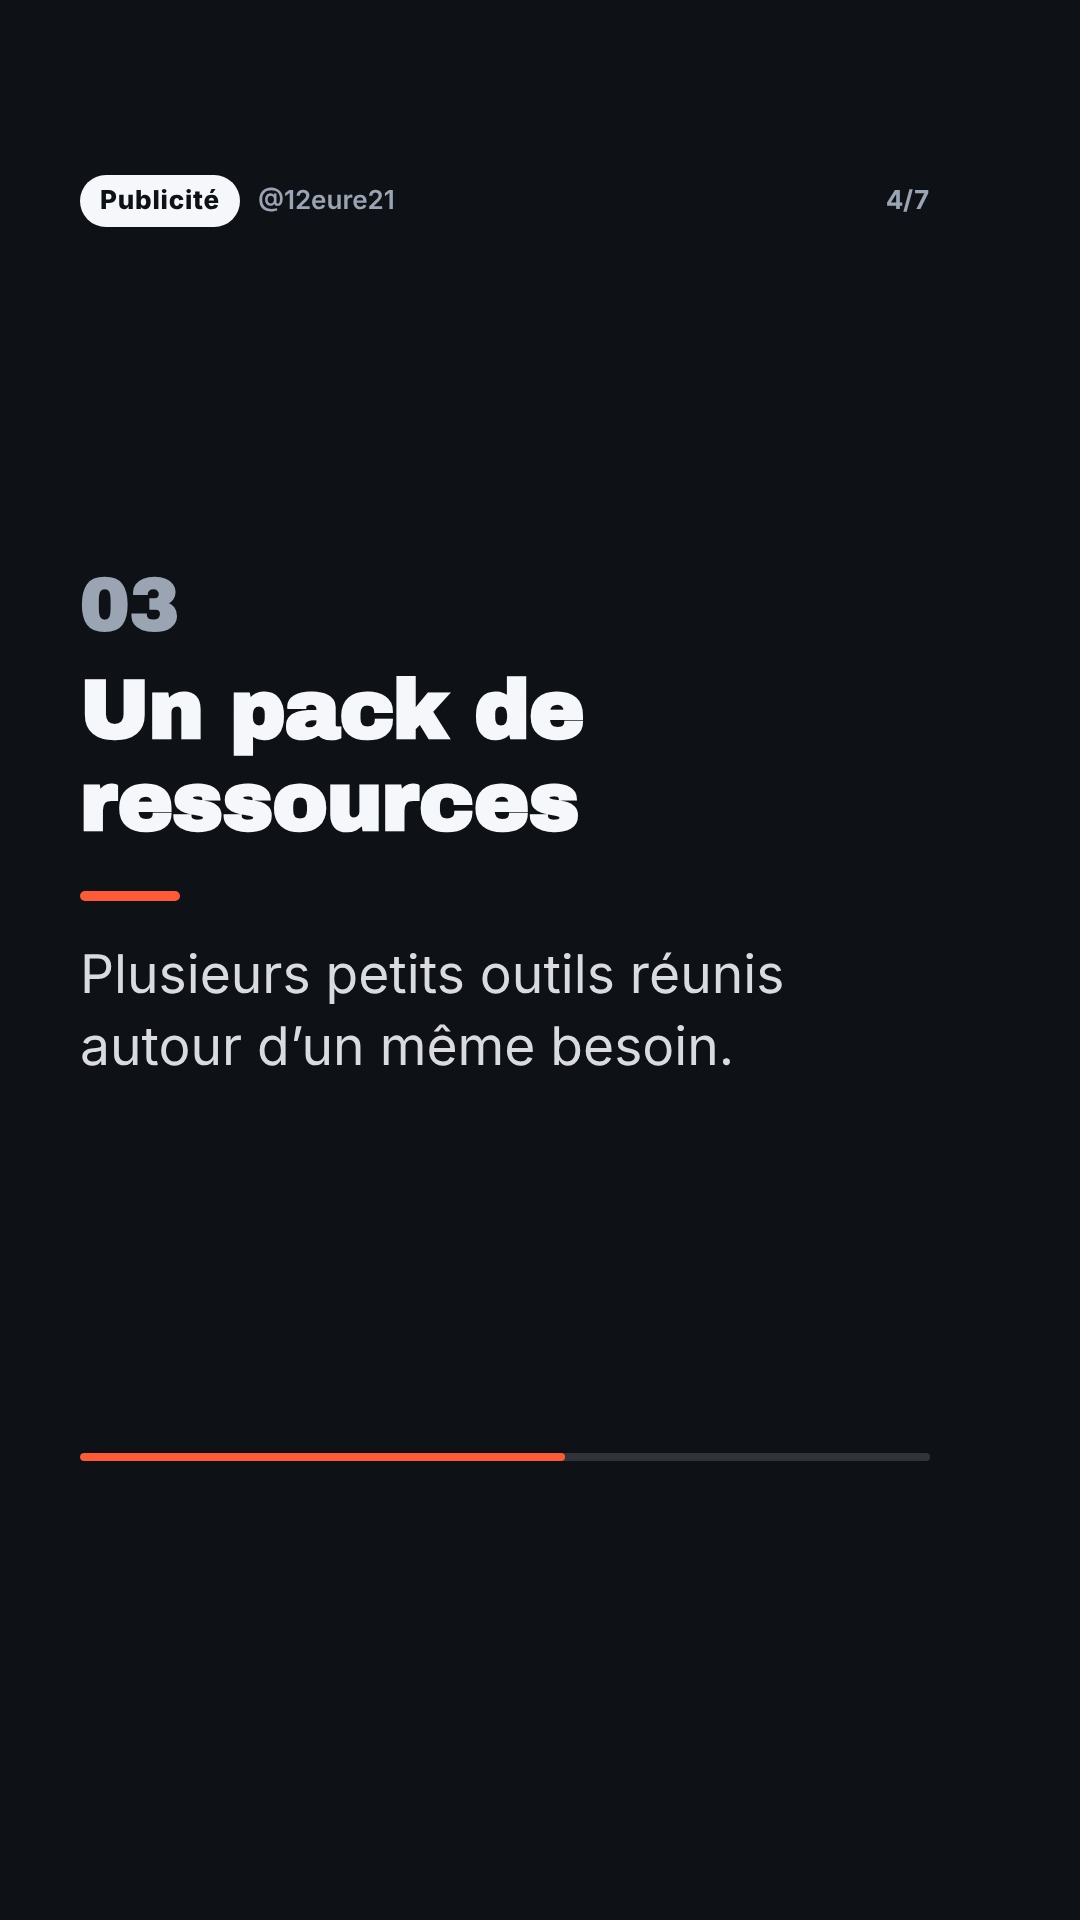 Publicité @12eure21 4/7
03
Un pack de
ressources
Plusieurs petits outils réunis
autour d’un même besoin.